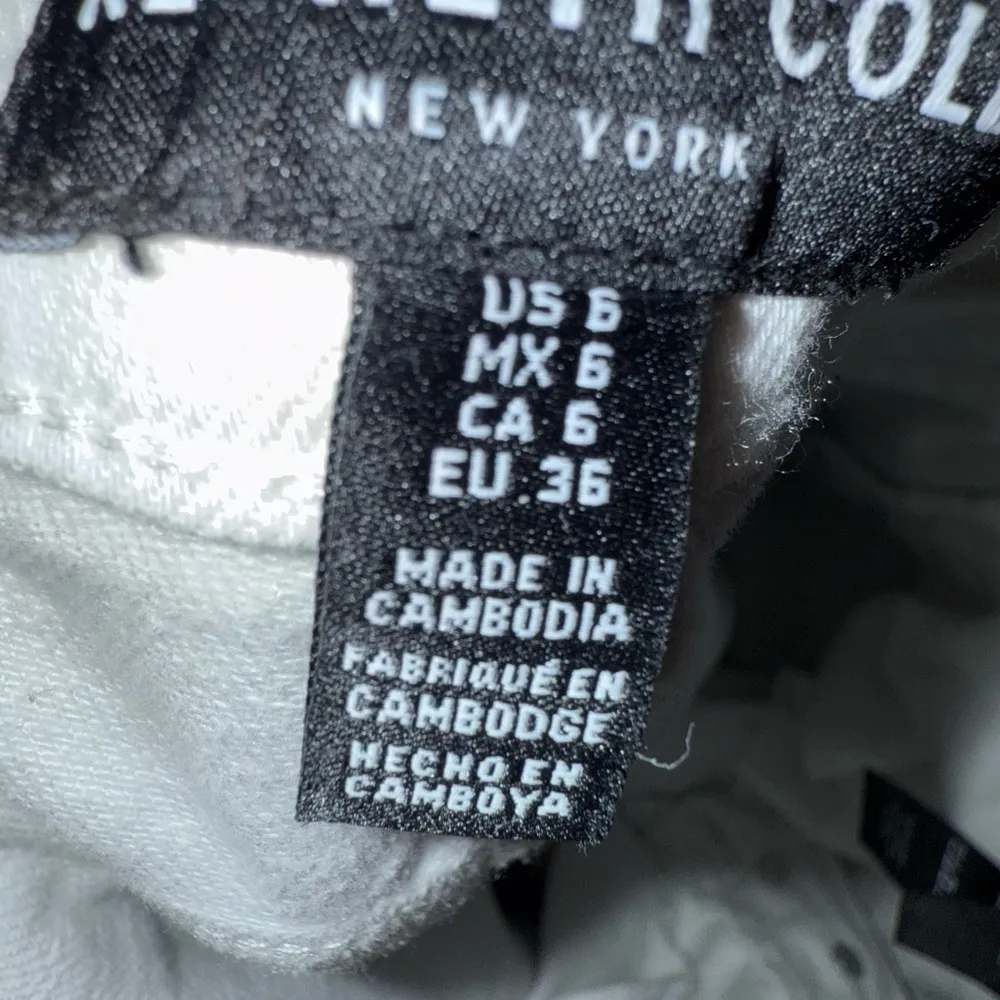 COL
NEW YORK
US 6
MX 6
CA 6
EU 36
MADE IN
CAMBODIA
FABRIQUÉ EN
CAMBODGE
HECHO EN
CAMBOYA